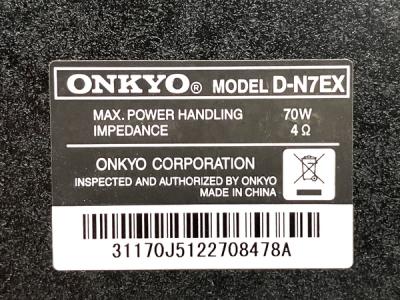 ONKYO® MODEL D-N7EX
MAX. POWER HANDLING 70W
IMPEDANCE 4 Ω
ONKYO CORPORATION
INSPECTED AND AUTHORIZED BY ONKYO
MADE IN CHINA
31170J5122708478A